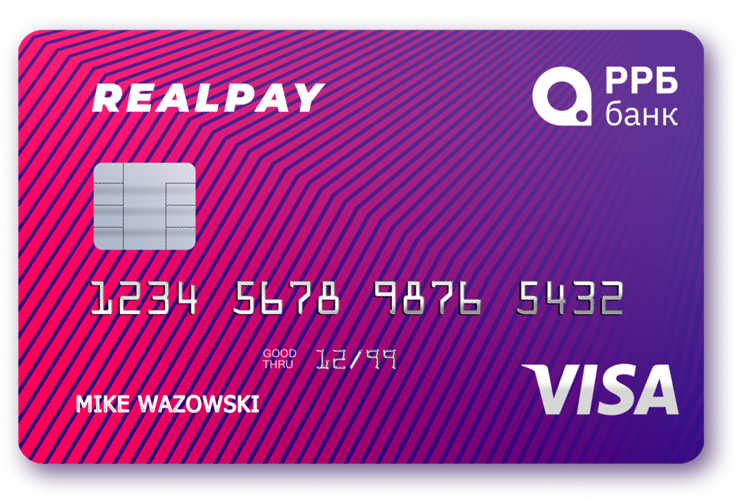 REALPAY
РРБ
банк
1234 5678 9876 5432
GOOD
THRU 12/99
MIKE WAZOWSKI
VISA